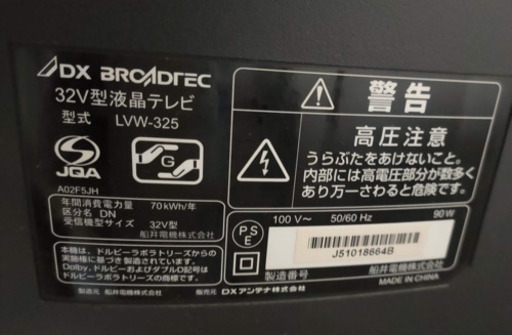 DX BROADTEC
32V型液晶テレビ
型式 LVW-325
JQA
G
A02F5JH
年間消費電力量 70kWh/年
区分名 DN
受信機型サイズ 32V型
船井電機株式会社
本機は、ドルビーラボラトリーズからの
実施権に基づき製造されています。
Dolby、ドルビーおよびダブルD記号は
ドルビーラボラトリーズの商標です。
製造元 船井電機株式会社 販売元 DXアンテナ株式会社
警告
高圧注意
うらぶたをあけないこと。
内部には高電圧部分が数多く
あり万一さわると危険です。
100 V~ 50/60 Hz 90W
PSE
J51018664B
製造番号
船井電機株式会社
MADE IN CHINA